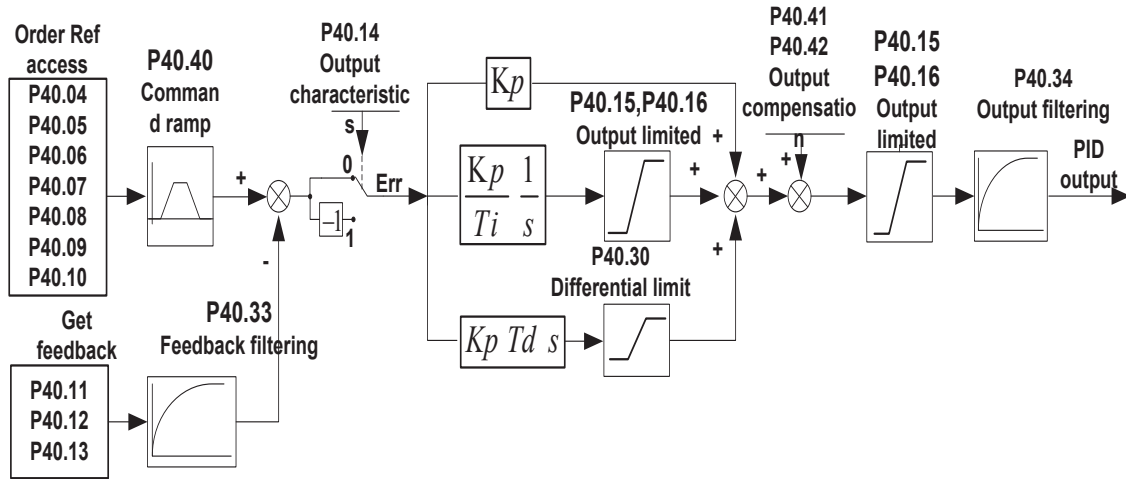 Order Ref
access
P40.04
P40.05
P40.06
P40.07
P40.08
P40.09
P40.10
P40.40
Comman
d ramp
+
-
Get
feedback
P40.11
P40.12
P40.13
P40.33
Feedback filtering
P40.14
Output
characteristic
s
0
-1
1
Err
Kp
Kp 1
Ti s
Kp Td s
P40.15,P40.16
Output limited
P40.30
Differential limit
+
+
+
+
P40.41
P40.42
Output
compensatio
n
+
P40.15
P40.16
Output
limited
P40.34
Output filtering
PID
output